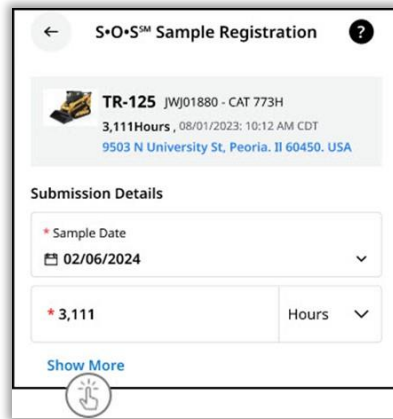 S•O•S℠ Sample Registration ?
TR-125 JWJ01880 - CAT 773H
3,111Hours , 08/01/2023: 10:12 AM CDT
9503 N University St, Peoria. Il 60450. USA
Submission Details
* Sample Date
02/06/2024
* 3,111 Hours
Show More